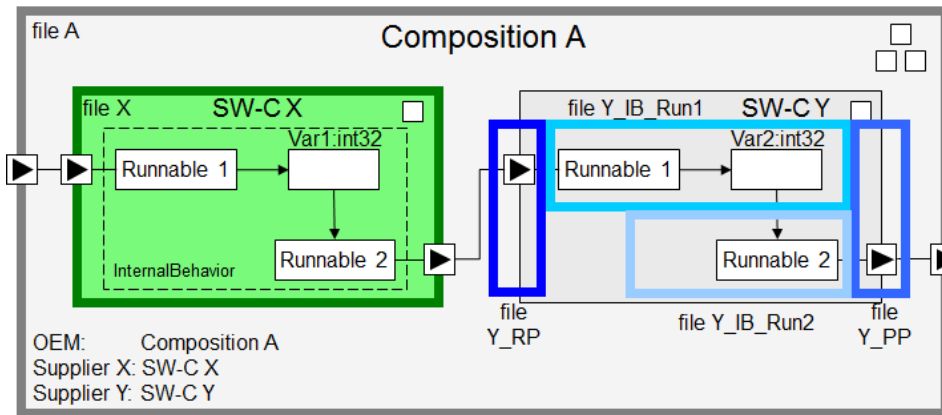 file A
Composition A
file X
SW-C X
Var1:int32
Runnable 1
Runnable 2
InternalBehavior
file Y_IB_Run1
SW-C Y
Var2:int32
Runnable 1
Runnable 2
file Y_IB_Run2
file
Y_RP
file
Y_PP
OEM: Composition A
Supplier X: SW-C X
Supplier Y: SW-C Y